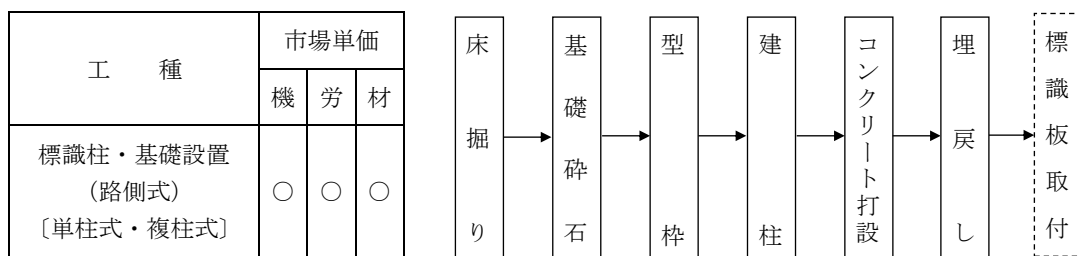 工　種
市場単価
機 労 材
標識柱・基礎設置
(路側式)
〔単柱式・複柱式〕
○ ○ ○
床掘り
基礎砕石
型枠
建柱
コンクリート打設
埋戻し
標識板取付